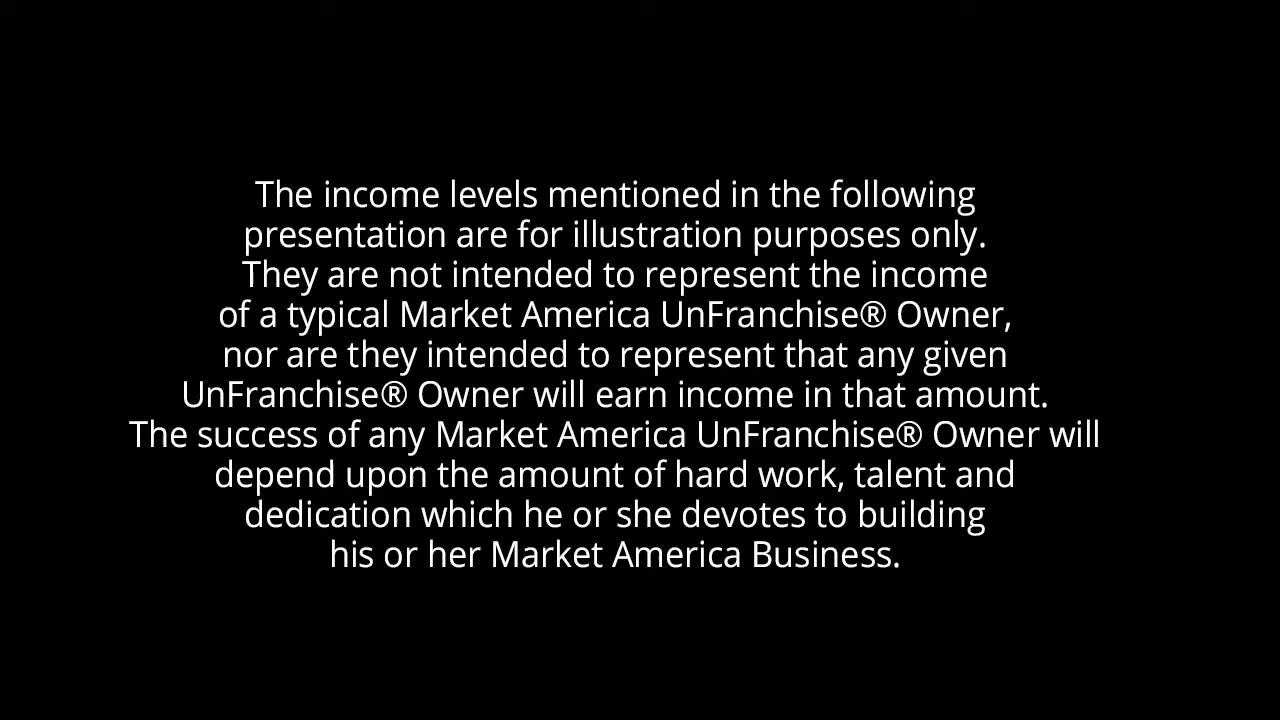 The income levels mentioned in the following
presentation are for illustration purposes only.
They are not intended to represent the income
of a typical Market America UnFranchise® Owner,
nor are they intended to represent that any given
UnFranchise® Owner will earn income in that amount.
The success of any Market America UnFranchise® Owner will
depend upon the amount of hard work, talent and
dedication which he or she devotes to building
his or her Market America Business.